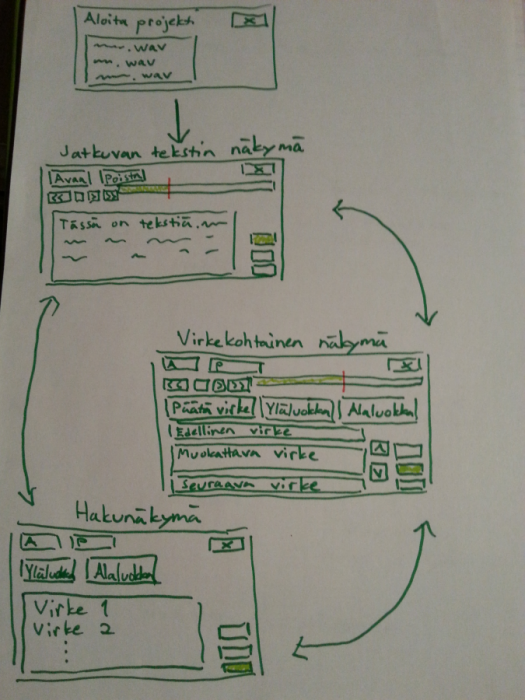 Aloita projekti X
.wav
.wav
.wav
Jatkuvan tekstin näkymä
Avaa Poista X
<< > >>
Tässä on tekstiä.
Virkekohtainen näkymä
A P X
<< > >>
Päätä virke Yläluokka Alaluokka
Edellinen virke
Muokattava virke
Seuraava virke
A
V
Hakunäkymä
A P X
Yläluokka Alaluokka
Virke 1
Virke 2